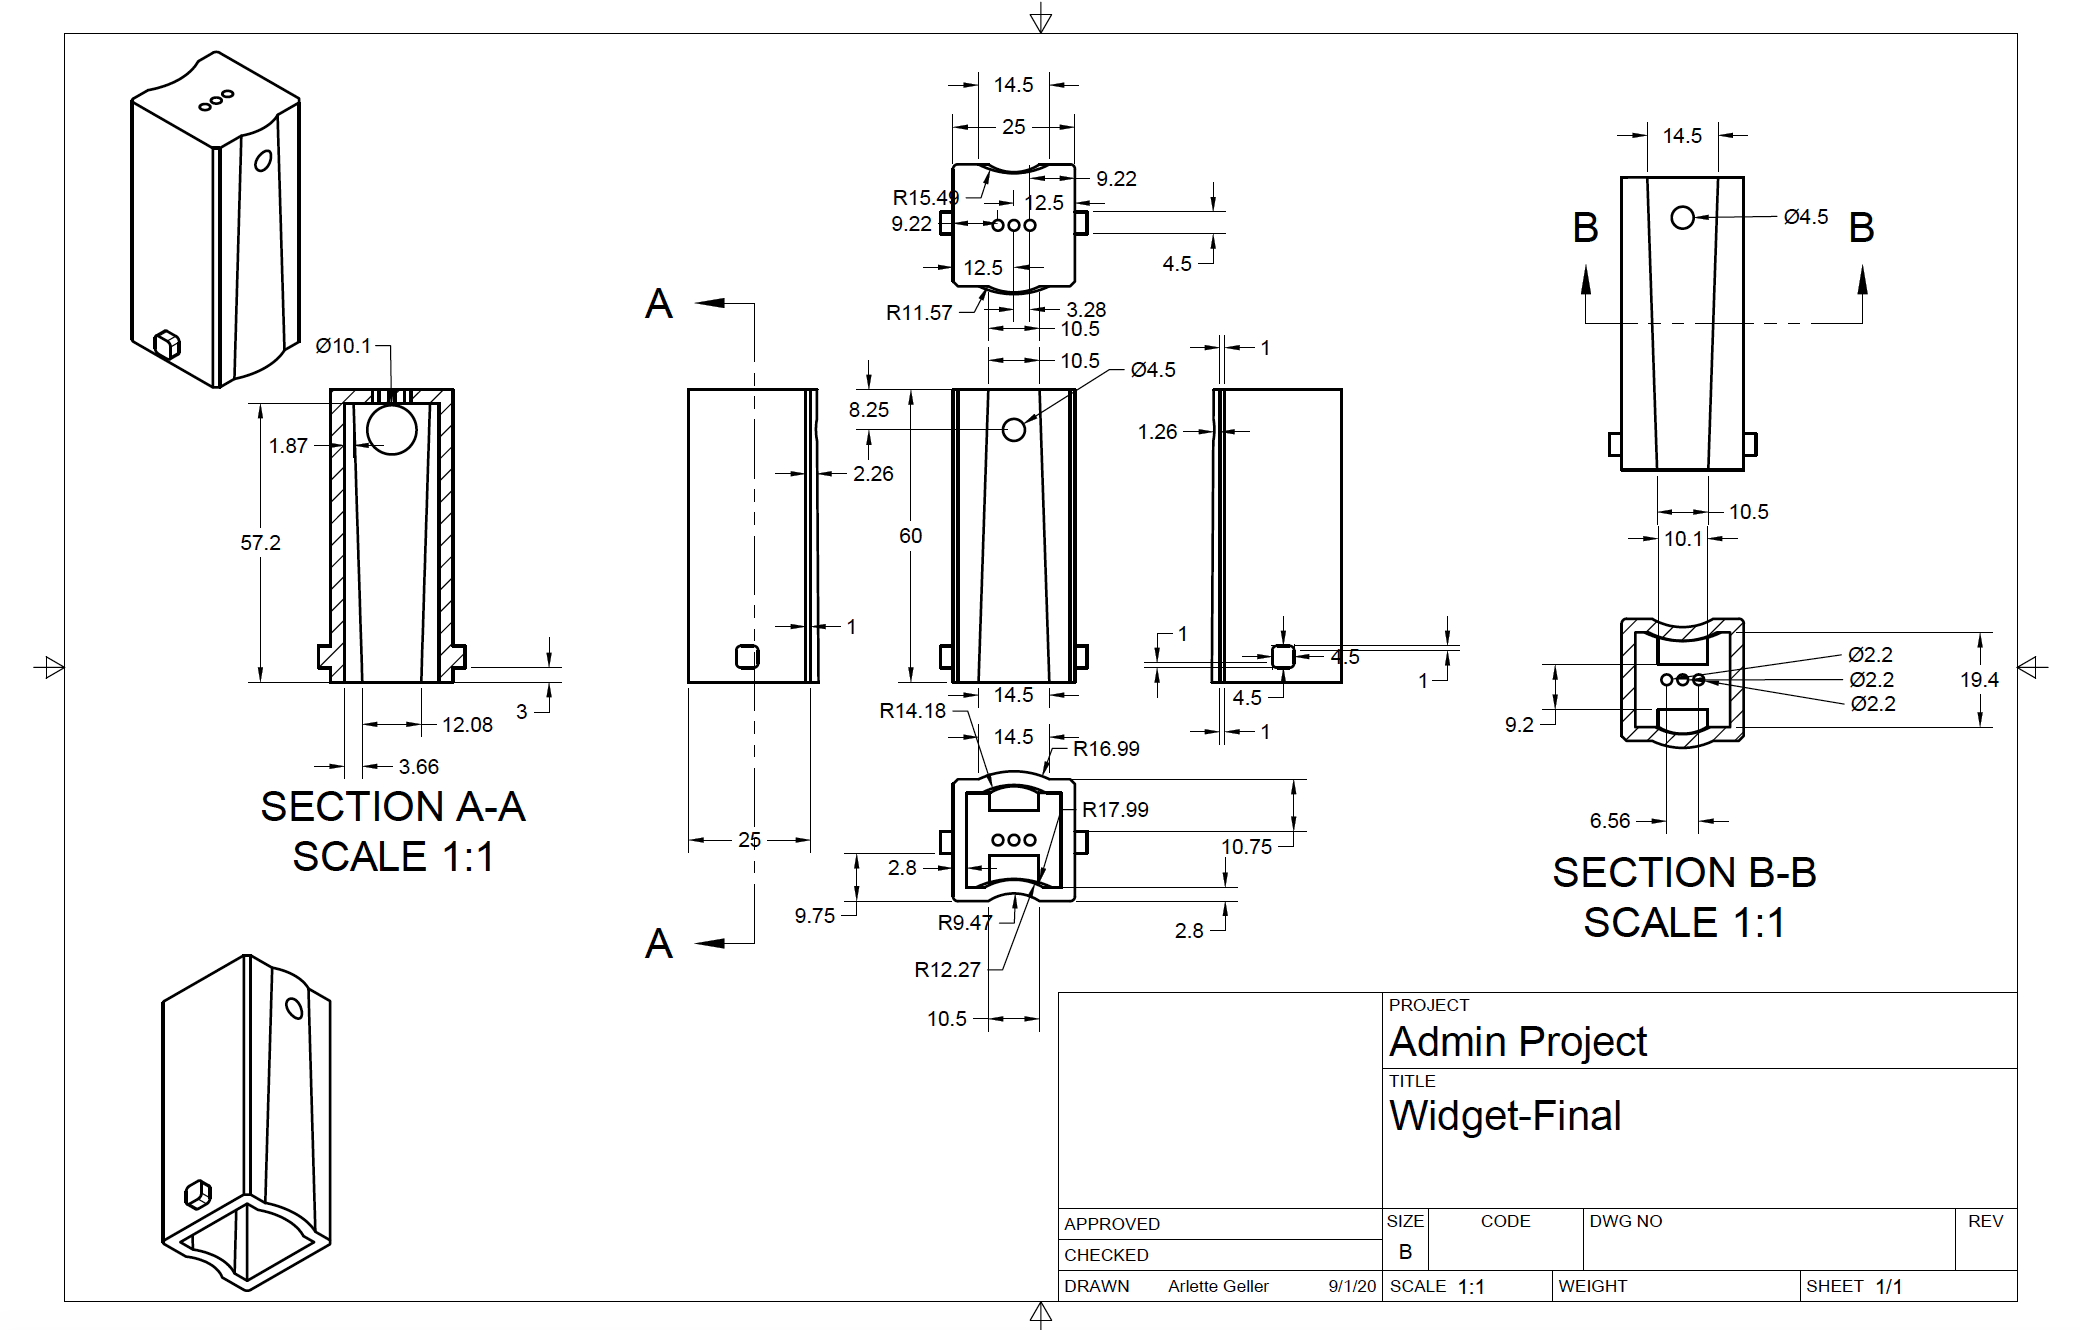 14.5
25
9.22
R15.49
12.5
9.22
12.5
4.5
R11.57
3.28
10.5
14.5
B
Ø4.5
B
A
Ø10.1
1.87
57.2
3
12.08
3.66
SECTION A-A
SCALE 1:1
2.26
1
25
A
10.5
Ø4.5
8.25
60
14.5
1
1.26
1
4.5
4.5
1
1
R14.18
14.5
R16.99
R17.99
10.75
2.8
9.75
R9.47
2.8
R12.27
10.5
10.5
10.1
Ø2.2
Ø2.2
Ø2.2
19.4
9.2
6.56
SECTION B-B
SCALE 1:1
PROJECT
Admin Project
TITLE
Widget-Final
APPROVED
CHECKED
DRAWN Arlette Geller 9/1/20
SIZE CODE DWG NO REV
B
SCALE 1:1 WEIGHT SHEET 1/1